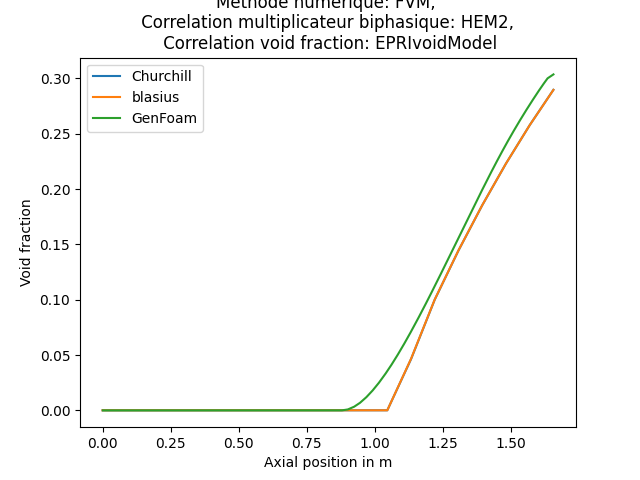 Methode numerique: FVM,
Correlation multiplicateur biphasique: HEM2,
Correlation void fraction: EPRIvoidModel
Churchill
blasius
GenFoam
Void fraction
0.30
0.25
0.20
0.15
0.10
0.05
0.00
0.00 0.25 0.50 0.75 1.00 1.25 1.50
Axial position in m